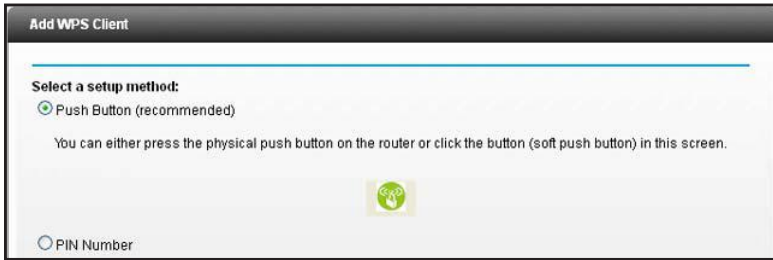 Add WPS Client
Select a setup method:
Push Button (recommended)
You can either press the physical push button on the router or click the button (soft push button) in this screen.
PIN Number